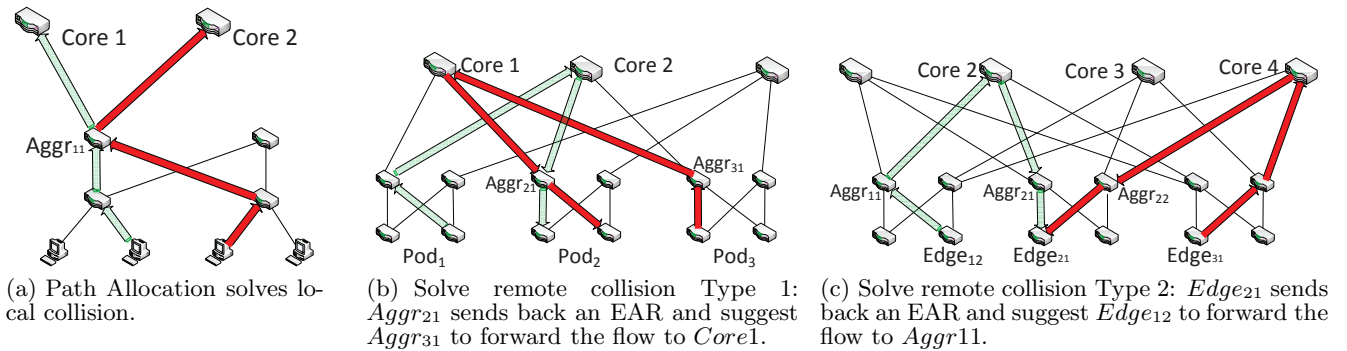 Core 1
Core 2
Aggr11
(a) Path Allocation solves lo-
cal collision.
Core 1
Core 2
Aggr31
Aggr21
Pod1
Pod2
Pod3
(b) Solve remote collision Type 1:
Aggr21 sends back an EAR and suggest
Aggr31 to forward the flow to Core1.
Core 2
Core 3
Core 4
Aggr11
Aggr21
Aggr22
Edge12
Edge21
Edge31
(c) Solve remote collision Type 2: Edge21 sends
back an EAR and suggest Edge12 to forward the
flow to Aggr11.